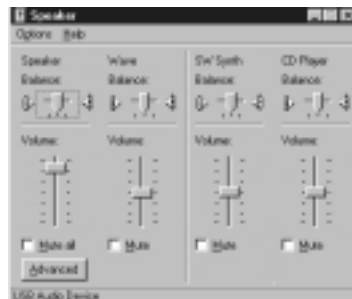 Speaker
Options Help
Speaker Wave SW Synth CD Player
Balance: Balance: Balance: Balance:
Volume: Volume: Volume: Volume:
Mute all Mute Mute Mute
Advanced
USB Audio Device